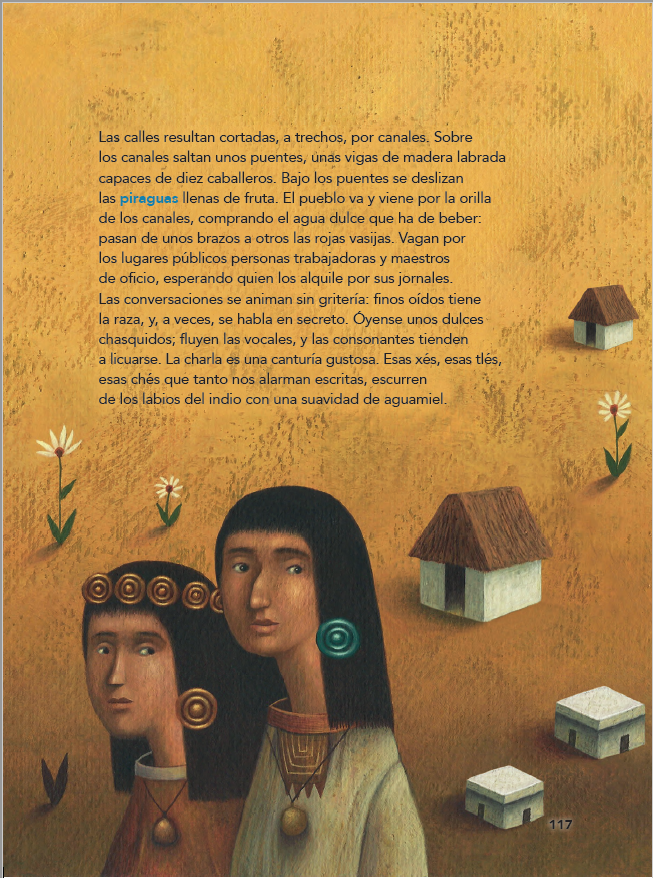 Las calles resultan cortadas, a trechos, por canales. Sobre
los canales saltan unos puentes, unas vigas de madera labrada
capaces de diez caballeros. Bajo los puentes se deslizan
las piraguas llenas de fruta. El pueblo va y viene por la orilla
de los canales, comprando el agua dulce que ha de beber:
pasan de unos brazos a otros las rojas vasijas. Vagan por
los lugares públicos personas trabajadoras y maestros
de oficio, esperando quien los alquile por sus jornales.
Las conversaciones se animan sin gritería: finos oídos tiene
la raza, y, a veces, se habla en secreto. Óyense unos dulces
chasquidos; fluyen las vocales, y las consonantes tienden
a licuarse. La charla es una canturía gustosa. Esas xés, esas tlés,
esas chés que tanto nos alarman escritas, escurren
de los labios del indio con una suavidad de aguamiel.
117